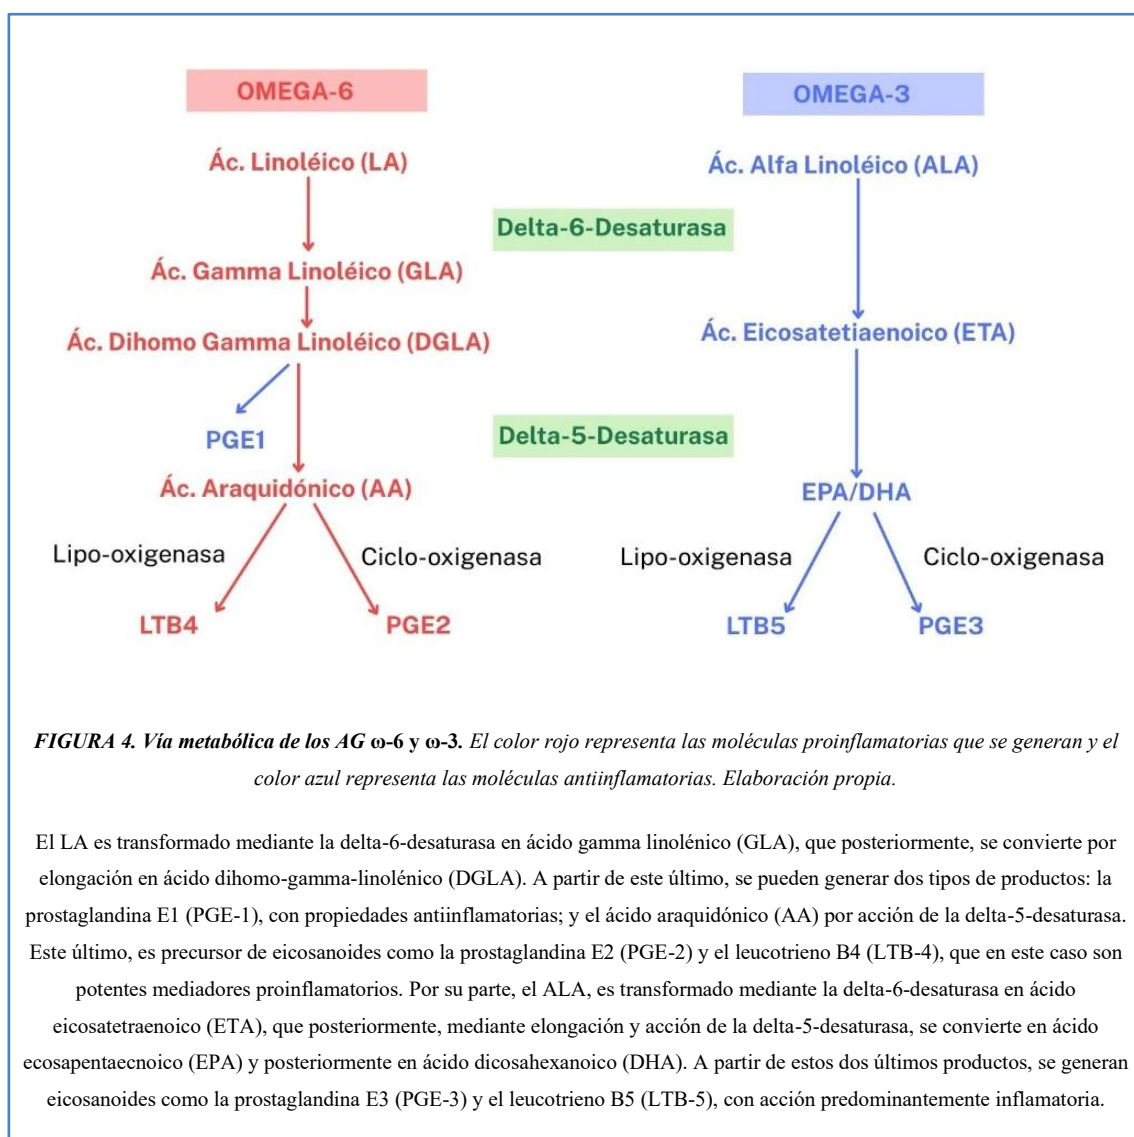 OMEGA-6
OMEGA-3
Ác. Linoléico (LA)
Ác. Alfa Linoléico (ALA)
Delta-6-Desaturasa
Ác. Gamma Linoléico (GLA)
Ác. Dihomo Gamma Linoléico (DGLA)
Ác. Eicosatetiaenoico (ETA)
PGE1
Delta-5-Desaturasa
Ác. Araquidónico (AA)
EPA/DHA
Lipo-oxigenasa
Ciclo-oxigenasa
Lipo-oxigenasa
Ciclo-oxigenasa
LTB4
PGE2
LTB5
PGE3
FIGURA 4. Vía metabólica de los AG ω-6 y ω-3. El color rojo representa las moléculas proinflamatorias que se generan y el
color azul representa las moléculas antiinflamatorias. Elaboración propia.
El LA es transformado mediante la delta-6-desaturasa en ácido gamma linolénico (GLA), que posteriormente, se convierte por
elongación en ácido dihomo-gamma-linolénico (DGLA). A partir de este último, se pueden generar dos tipos de productos: la
prostaglandina E1 (PGE-1), con propiedades antiinflamatorias; y el ácido araquidónico (AA) por acción de la delta-5-desaturasa.
Este último, es precursor de eicosanoides como la prostaglandina E2 (PGE-2) y el leucotrieno B4 (LTB-4), que en este caso son
potentes mediadores proinflamatorios. Por su parte, el ALA, es transformado mediante la delta-6-desaturasa en ácido
eicosatetraenoico (ETA), que posteriormente, mediante elongación y acción de la delta-5-desaturasa, se convierte en ácido
ecosapentaecnoico (EPA) y posteriormente en ácido dicosahexanoico (DHA). A partir de estos dos últimos productos, se generan
eicosanoides como la prostaglandina E3 (PGE-3) y el leucotrieno B5 (LTB-5), con acción predominantemente inflamatoria.